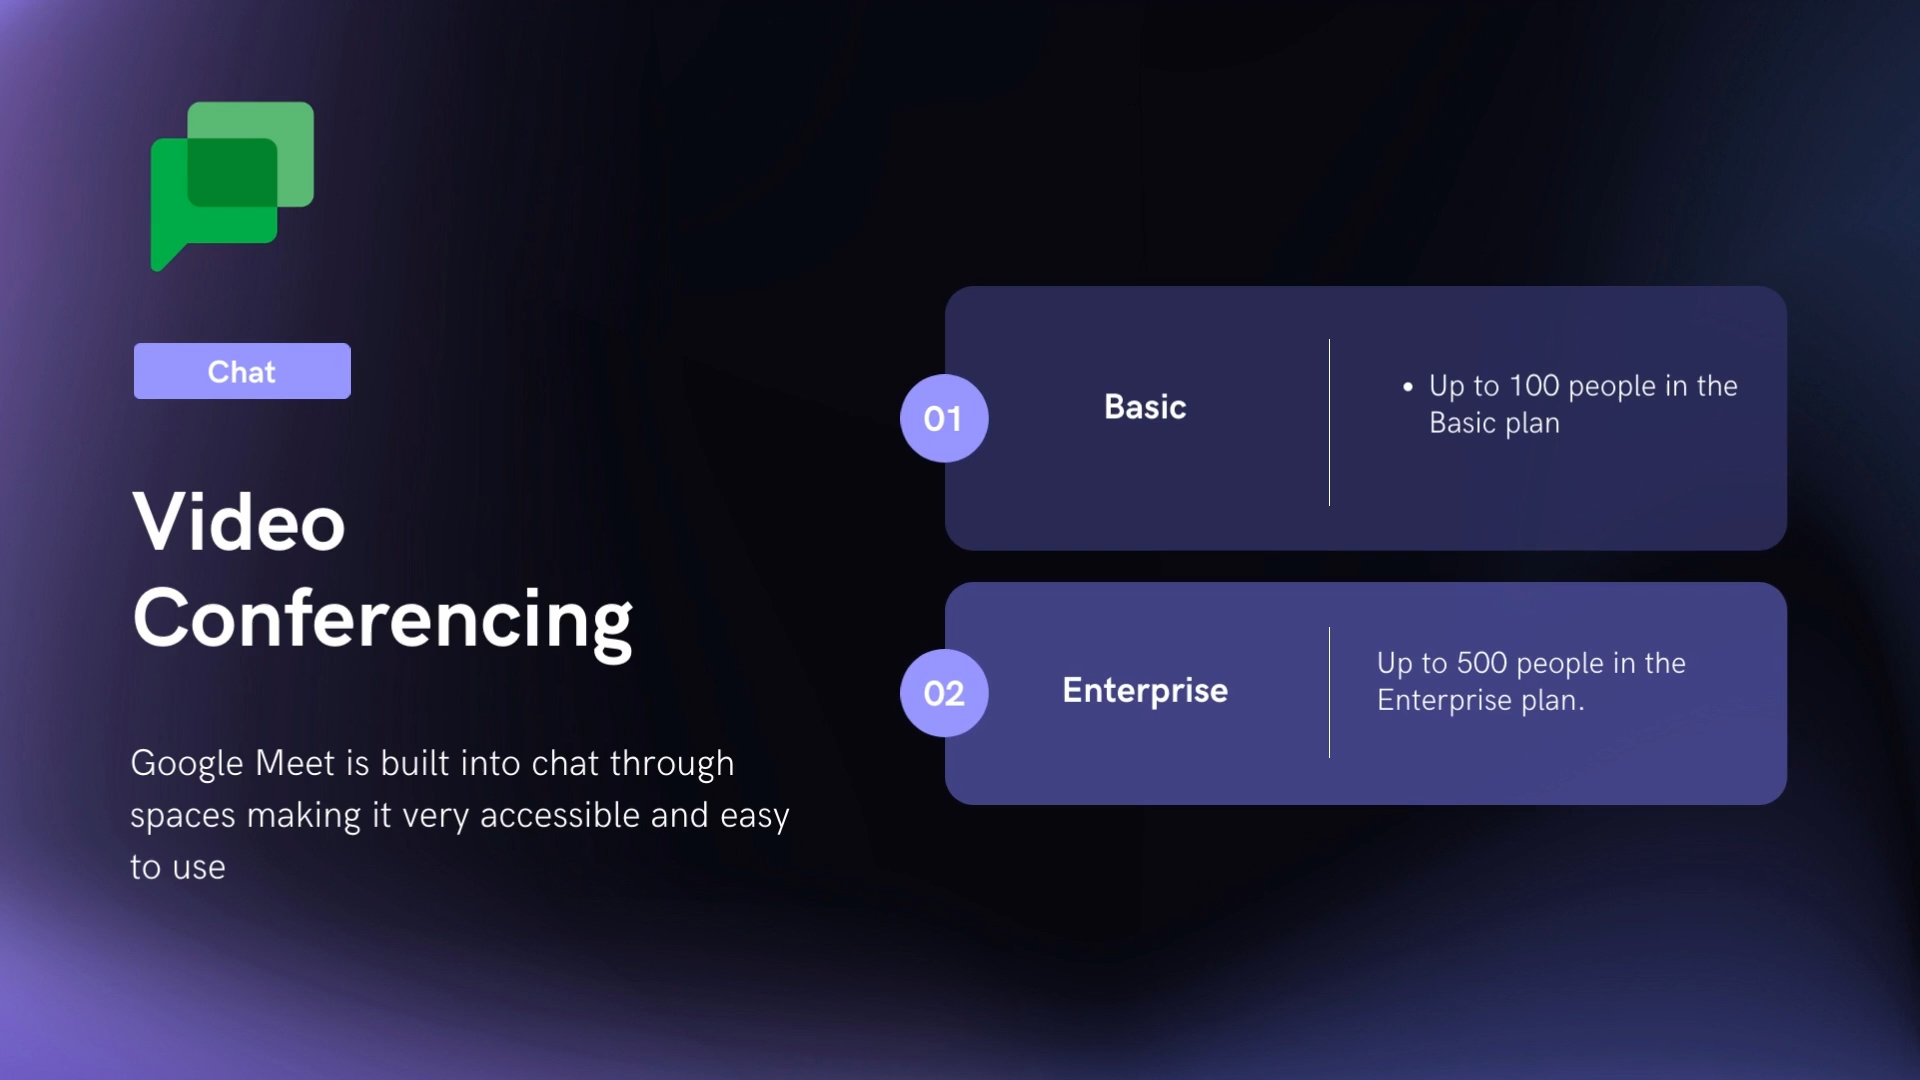 Chat
Video
Conferencing
Google Meet is built into chat through
spaces making it very accessible and easy
to use
01
Basic
• Up to 100 people in the
Basic plan
02
Enterprise
Up to 500 people in the
Enterprise plan.